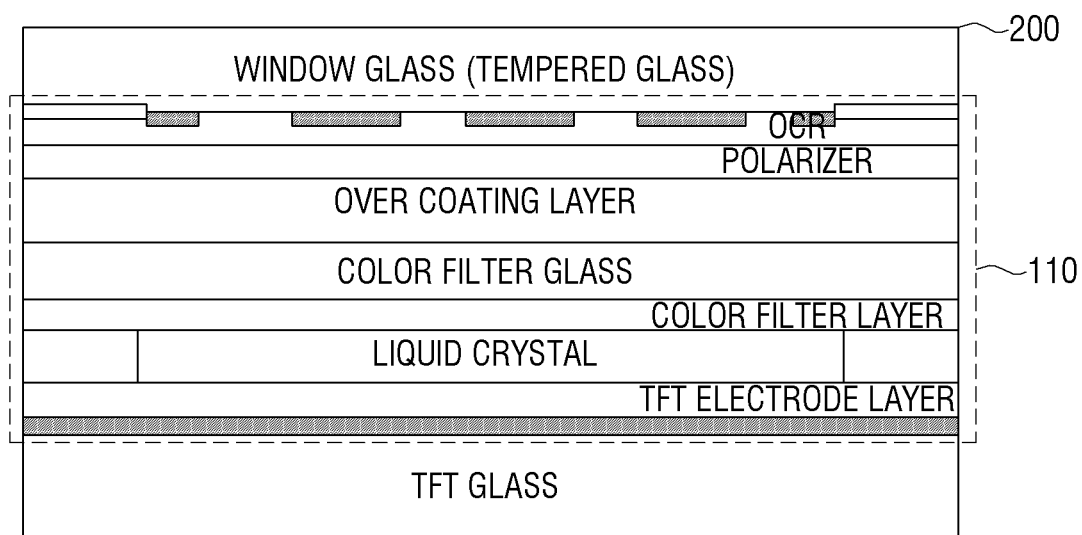 200
WINDOW GLASS (TEMPERED GLASS)
OCR
POLARIZER
OVER COATING LAYER
COLOR FILTER GLASS
110
COLOR FILTER LAYER
LIQUID CRYSTAL
TFT ELECTRODE LAYER
TFT GLASS